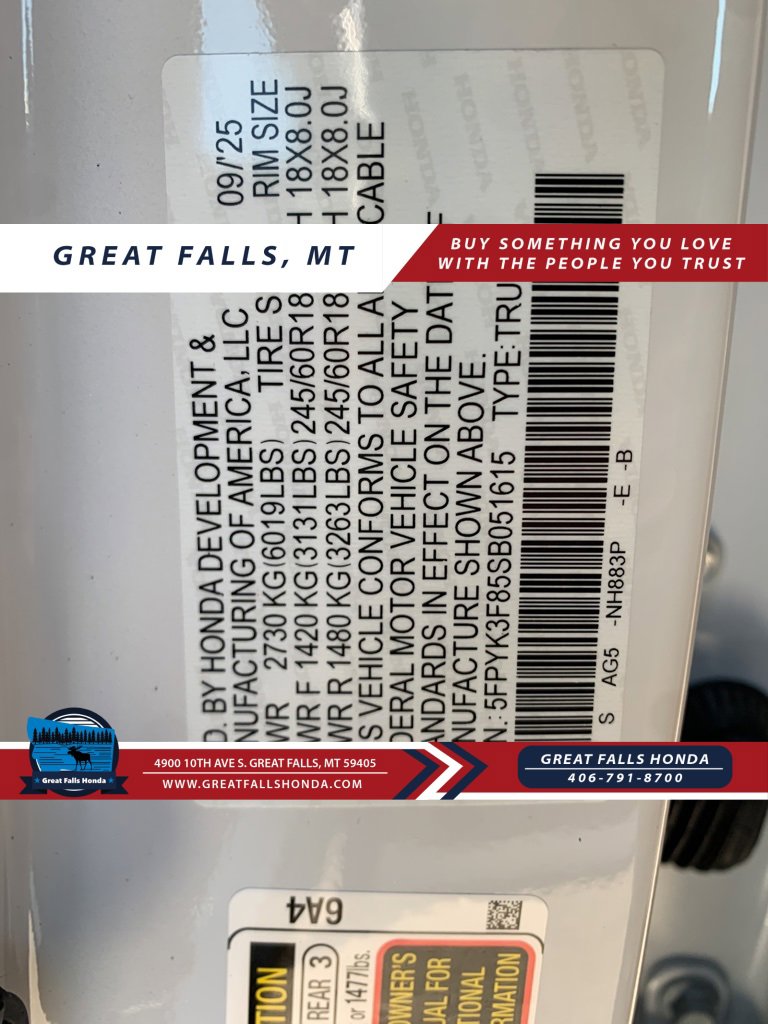 GREAT FALLS, MT
BUY SOMETHING YOU LOVE
WITH THE PEOPLE YOU TRUST
09/'25
D. BY HONDA DEVELOPMENT &
NUFACTURING OF AMERICA, LLC
RIM SIZE
WR 2730 KG(6019LBS) TIRE S
WR F 1420 KG(3131LBS) 245/60R18 H 18X8.0J
WR R 1480 KG(3263LBS) 245/60R18 H 18X8.0J
S VEHICLE CONFORMS TO ALL A CABLE
DERAL MOTOR VEHICLE SAFETY
ANDARDS IN EFFECT ON THE DAT F
NUFACTURE SHOWN ABOVE.
N.: 5FPYK3F85SB051615 TYPE: TRU
S AG5 -NH883P -E -B
HONDA HONDA HONDA
Great Falls Honda
4900 10TH AVE S. GREAT FALLS, MT 59405
WWW.GREATFALLSHONDA.COM
GREAT FALLS HONDA
406-791-8700
6A4
TION
REAR 3
or 1477lbs.
OWNER'S
UAL FOR
TIONAL
RMATION